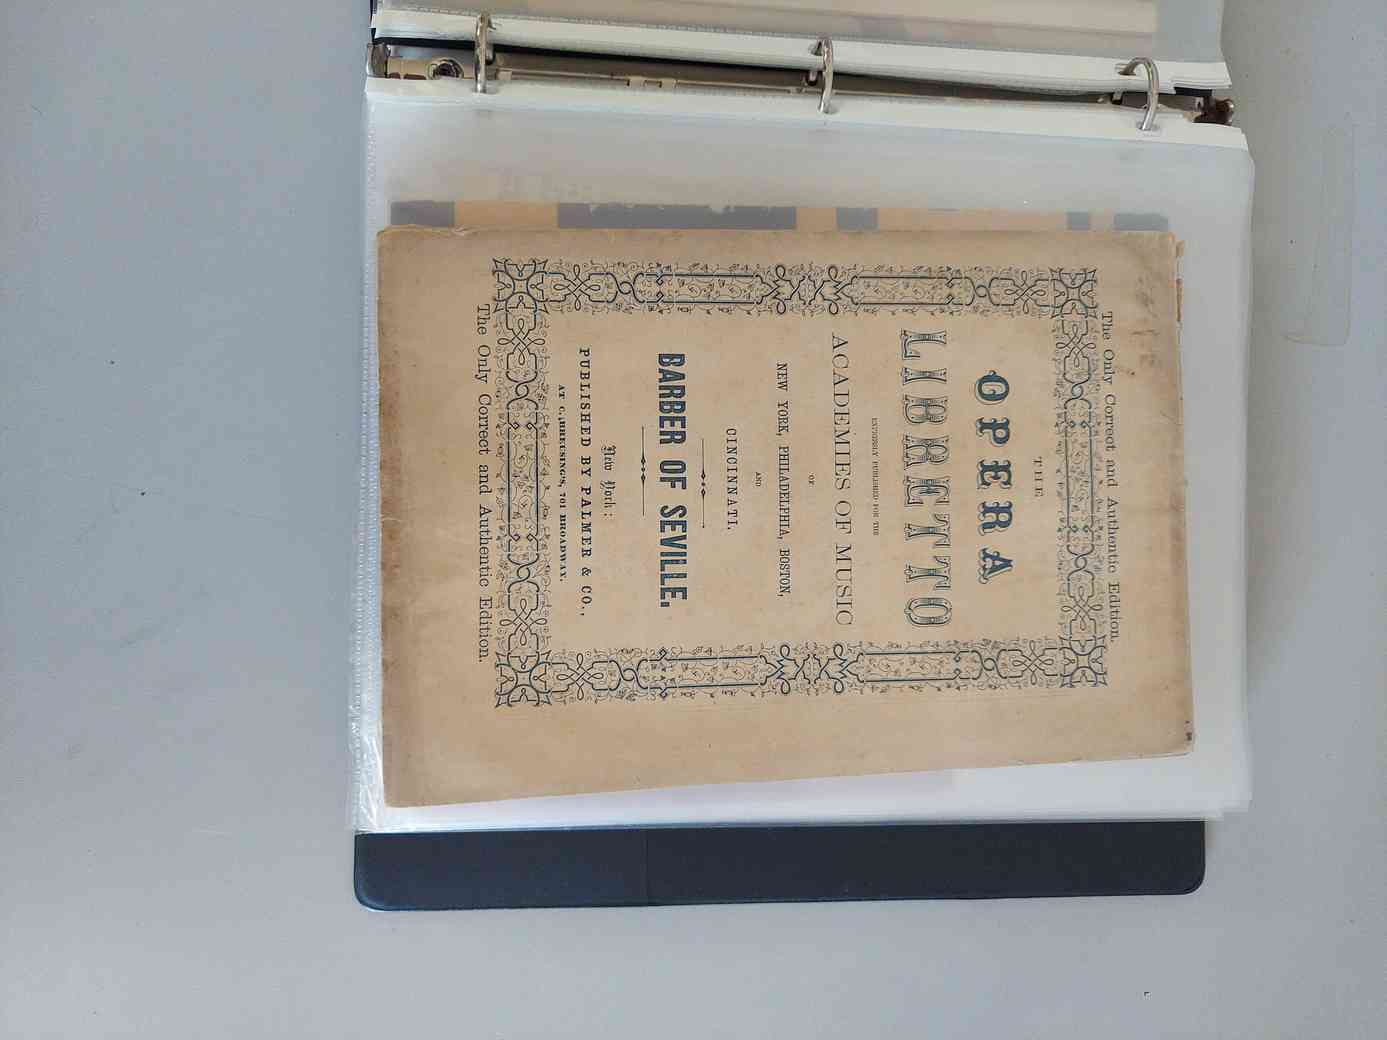 The Only Correct and Authentic Edition.
THE
OPERA
LIBRETTO
EXPRESSLY PUBLISHED FOR THE
ACADEMIES OF MUSIC
OF
NEW YORK, PHILADELPHIA, BOSTON,
AND
CINCINNATI.
BARBER OF SEVILLE.
New York:
PUBLISHED BY PALMER & CO.,
AT C. BREUSING'S, 701 BROADWAY.
The Only Correct and Authentic Edition.